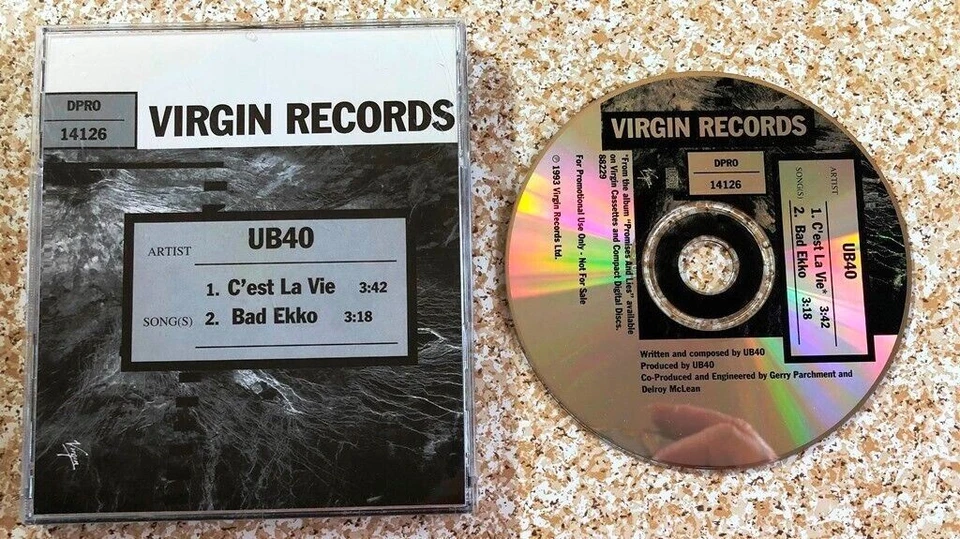 DPRO
14126
VIRGIN RECORDS
UB40
ARTIST
1. C'est La Vie 3:42
SONG(S) 2. Bad Ekko 3:18
Virgin
VIRGIN RECORDS
DPRO
14126
ARTIST UB40
SONG(S) 1. C'est La Vie* 3:42
2. Bad Ekko 3:18
*From the album "Promises And Lies" available
on Virgin Cassettes and Compact Digital Discs.
88229
For Promotional Use Only - Not For Sale
℗ 1993 Virgin Records Ltd.
Virgin
Written and composed by UB40
Produced by UB40
Co-Produced and Engineered by Gerry Parchment and
Delroy McLean